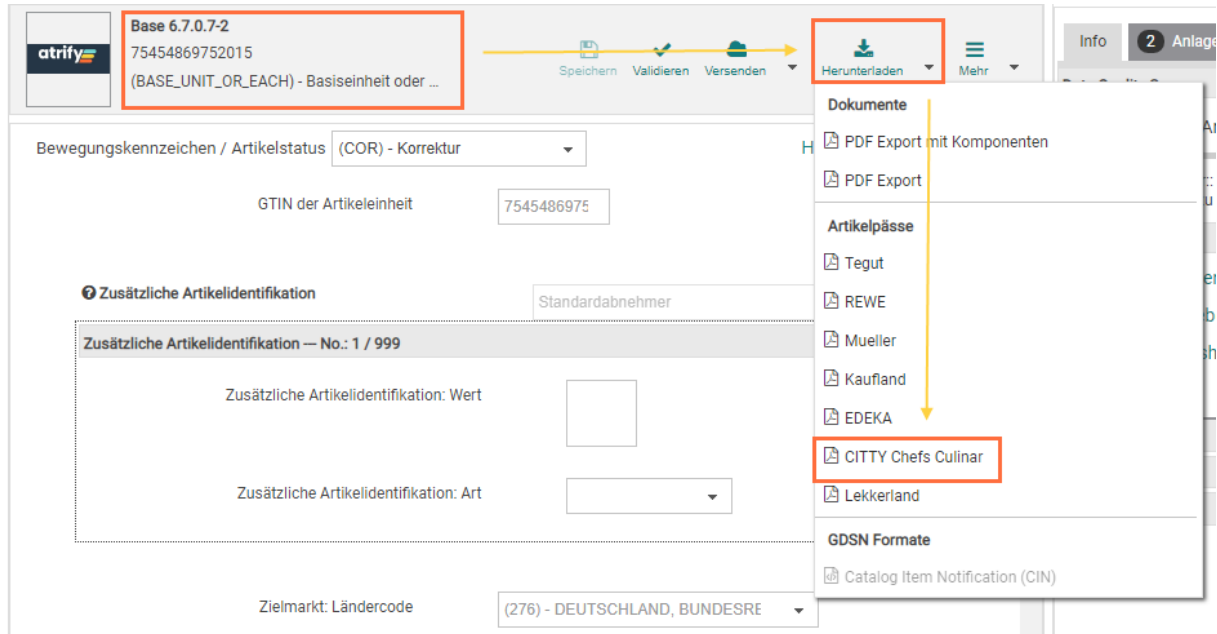 atrify
Base 6.7.0.7-2
75454869752015
(BASE_UNIT_OR_EACH) - Basiseinheit oder ...
Speichern
Validieren
Versenden
Herunterladen
Mehr
Info
2
Bewegungskennzeichen / Artikelstatus
(COR) - Korrektur
GTIN der Artikeleinheit
7545486975
Zusätzliche Artikelidentifikation
Standardabnehmer
Zusätzliche Artikelidentifikation --- No.: 1 / 999
Zusätzliche Artikelidentifikation: Wert
Zusätzliche Artikelidentifikation: Art
Zielmarkt: Ländercode
(276) - DEUTSCHLAND, BUNDESRE
Dokumente
PDF Export mit Komponenten
PDF Export
Artikelpässe
Tegut
REWE
Mueller
Kaufland
EDEKA
CITTY Chefs Culinar
Lekkerland
GDSN Formate
Catalog Item Notification (CIN)